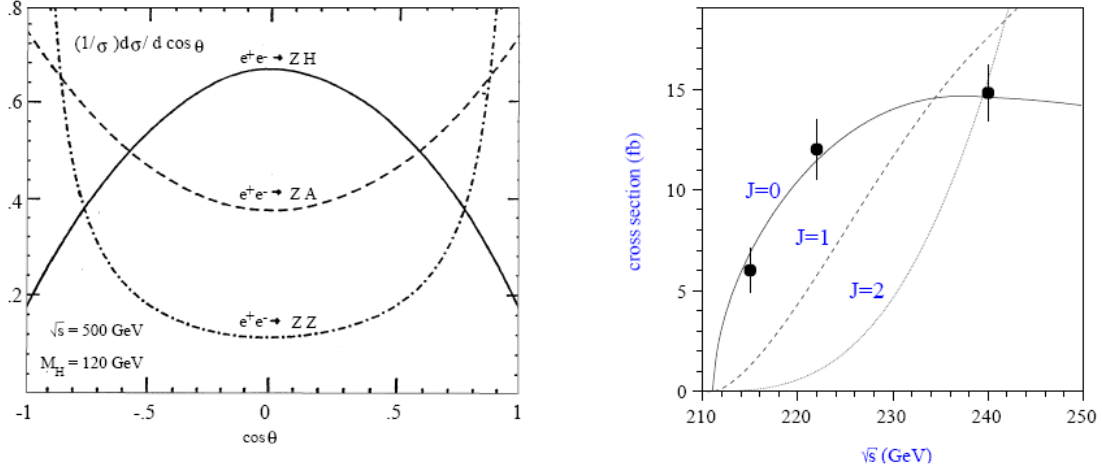 .8
(1/σ)dσ/d cosθ
e⁺e⁻→ Z H
.6
e⁺e⁻→ Z A
.4
.2
e⁺e⁻→ Z Z
√s = 500 GeV
M_H = 120 GeV
-1 -.5 0 .5 1
cosθ
cross section (fb)
15
10
J=0
J=1
5
J=2
0
210 220 230 240 250
√s (GeV)